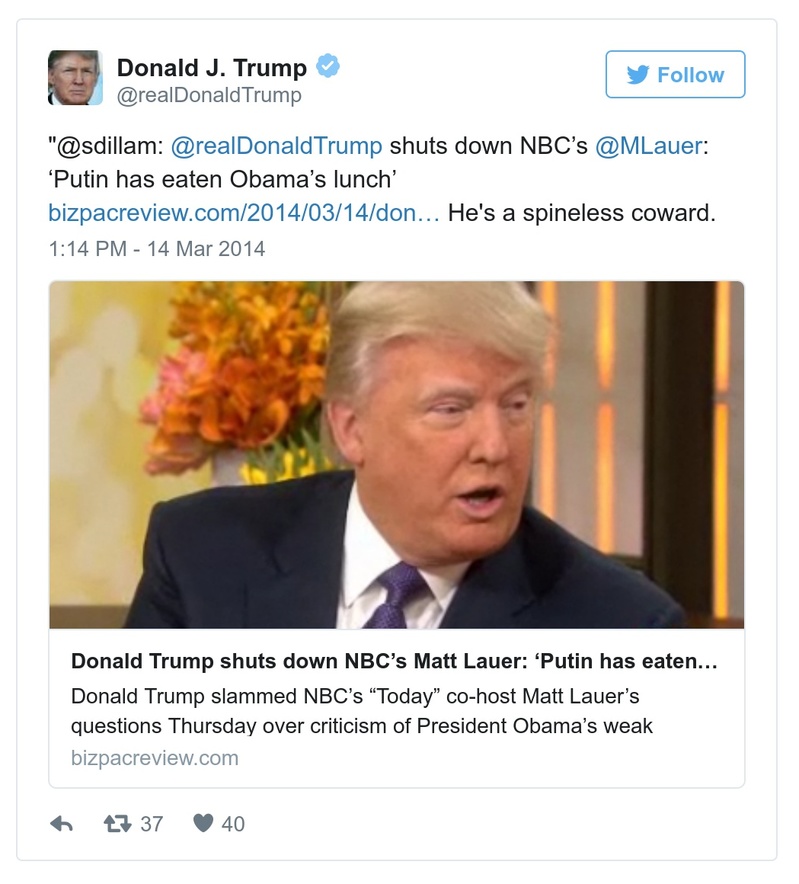 Donald J. Trump
@realDonaldTrump
Follow
"@sdillam: @realDonaldTrump shuts down NBC’s @MLauer:
‘Putin has eaten Obama’s lunch’
bizpacreview.com/2014/03/14/don… He's a spineless coward.
1:14 PM - 14 Mar 2014
Donald Trump shuts down NBC’s Matt Lauer: ‘Putin has eaten…
Donald Trump slammed NBC’s “Today” co-host Matt Lauer’s
questions Thursday over criticism of President Obama’s weak
bizpacreview.com
37 40